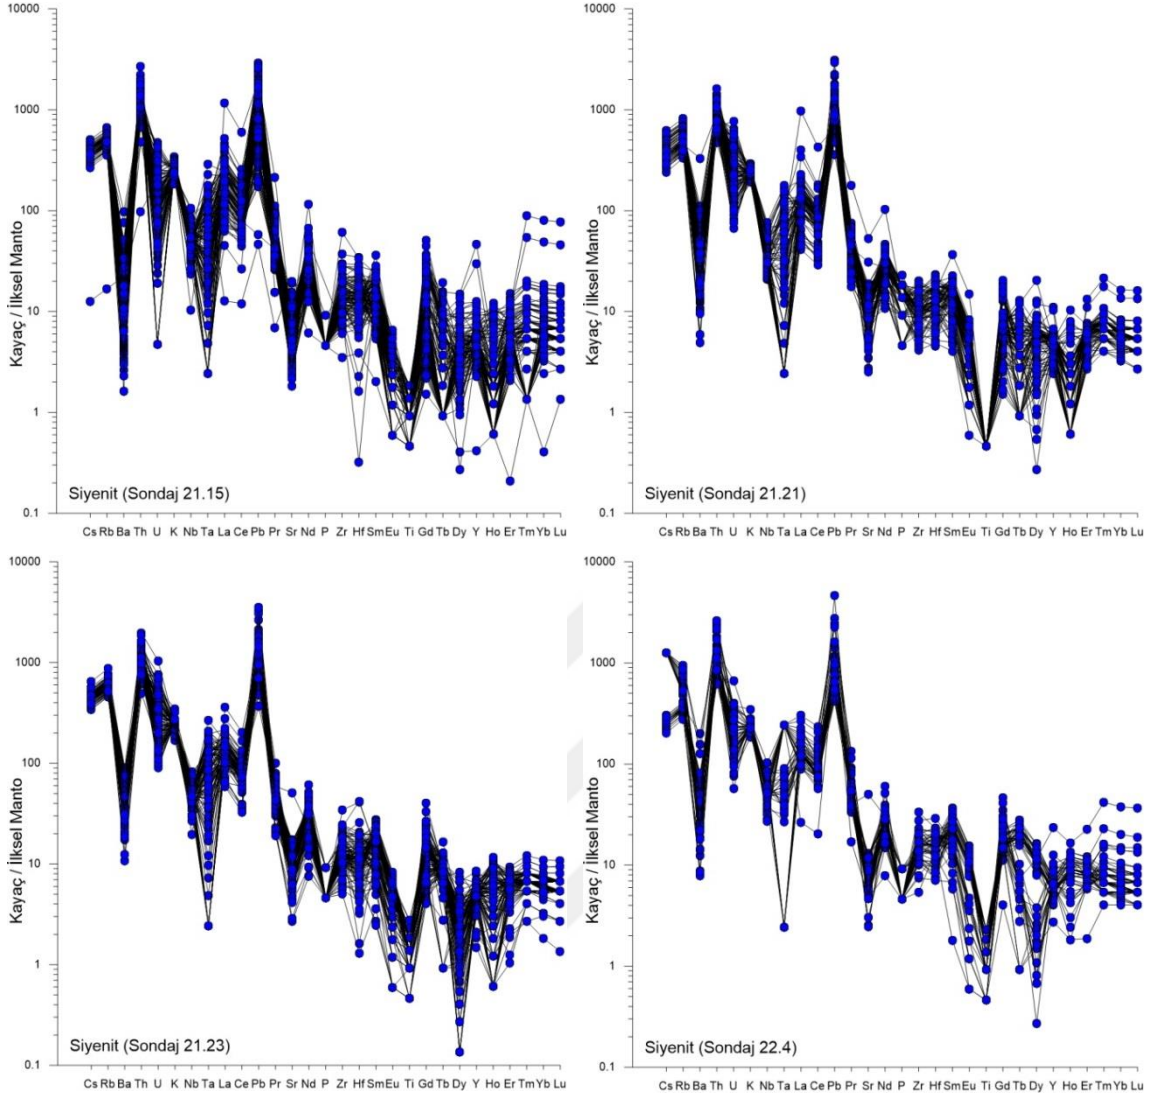 10000
1000
100
10
1
0.1
Kayaç / İlksel Manto
Siyenit (Sondaj 21.15)
Cs Rb Ba Th U K Nb Ta La Ce Pb Pr Sr Nd P Zr Hf Sm Eu Ti Gd Tb Dy Y Ho Er Tm Yb Lu
10000
1000
100
10
1
0.1
Kayaç / İlksel Manto
Siyenit (Sondaj 21.21)
Cs Rb Ba Th U K Nb Ta La Ce Pb Pr Sr Nd P Zr Hf Sm Eu Ti Gd Tb Dy Y Ho Er Tm Yb Lu
10000
1000
100
10
1
0.1
Kayaç / İlksel Manto
Siyenit (Sondaj 21.23)
Cs Rb Ba Th U K Nb Ta La Ce Pb Pr Sr Nd P Zr Hf Sm Eu Ti Gd Tb Dy Y Ho Er Tm Yb Lu
10000
1000
100
10
1
0.1
Kayaç / İlksel Manto
Siyenit (Sondaj 22.4)
Cs Rb Ba Th U K Nb Ta La Ce Pb Pr Sr Nd P Zr Hf Sm Eu Ti Gd Tb Dy Y Ho Er Tm Yb Lu